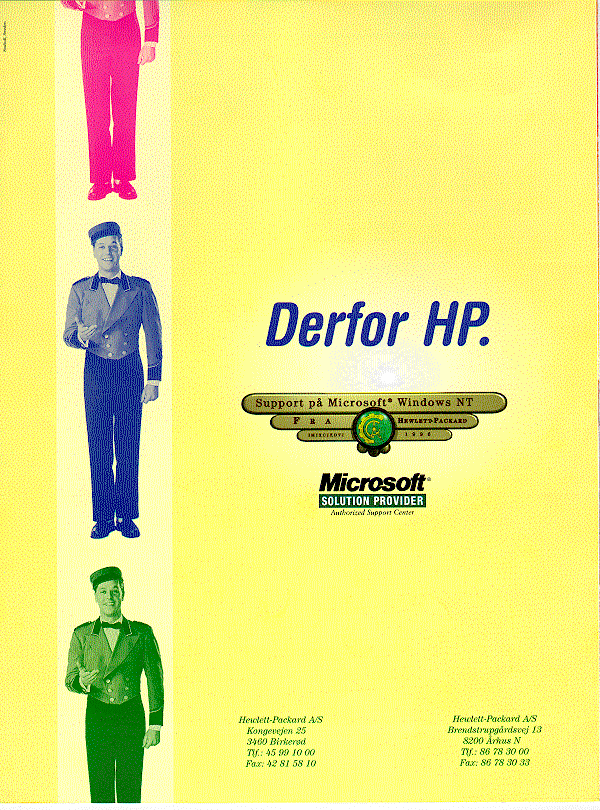 Derfor HP.
Support på Microsoft® Windows NT
FRA HEWLETT-PACKARD
1996
Microsoft®
SOLUTION PROVIDER
Authorized Support Center
Hewlett-Packard A/S
Kongevejen 25
3460 Birkerød
Tlf.: 45 99 10 00
Fax: 42 81 58 10
Hewlett-Packard A/S
Brendstrupgårdsvej 13
8200 Århus N
Tlf.: 86 78 30 00
Fax: 86 78 30 33